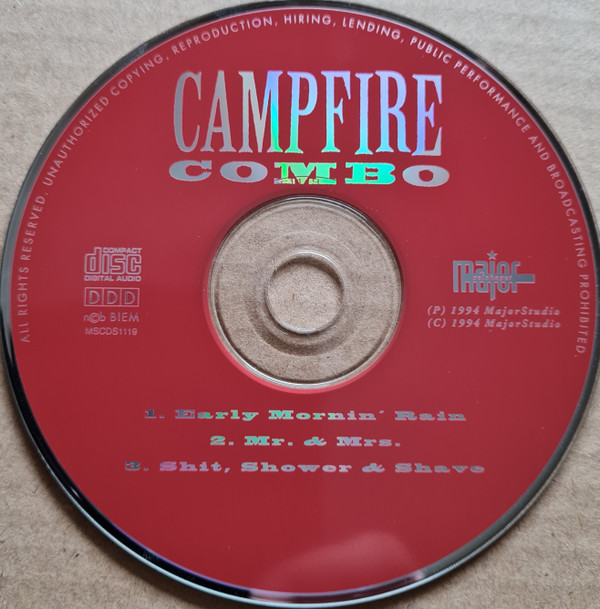 ALL RIGHTS RESERVED. UNAUTHORIZED COPYING, REPRODUCTION, HIRING, LENDING, PUBLIC PERFORMANCE AND BROADCASTING PROHIBITED.
CAMPFIRE
COMBO
COMPACT
disc
DIGITAL AUDIO
DDD
n©b BIEM
MSCDS1119
major
(P) 1994 MajorStudio
(C) 1994 MajorStudio
1. Early Mornin´ Rain
2. Mr. & Mrs.
3. Shit, Shower & Shave